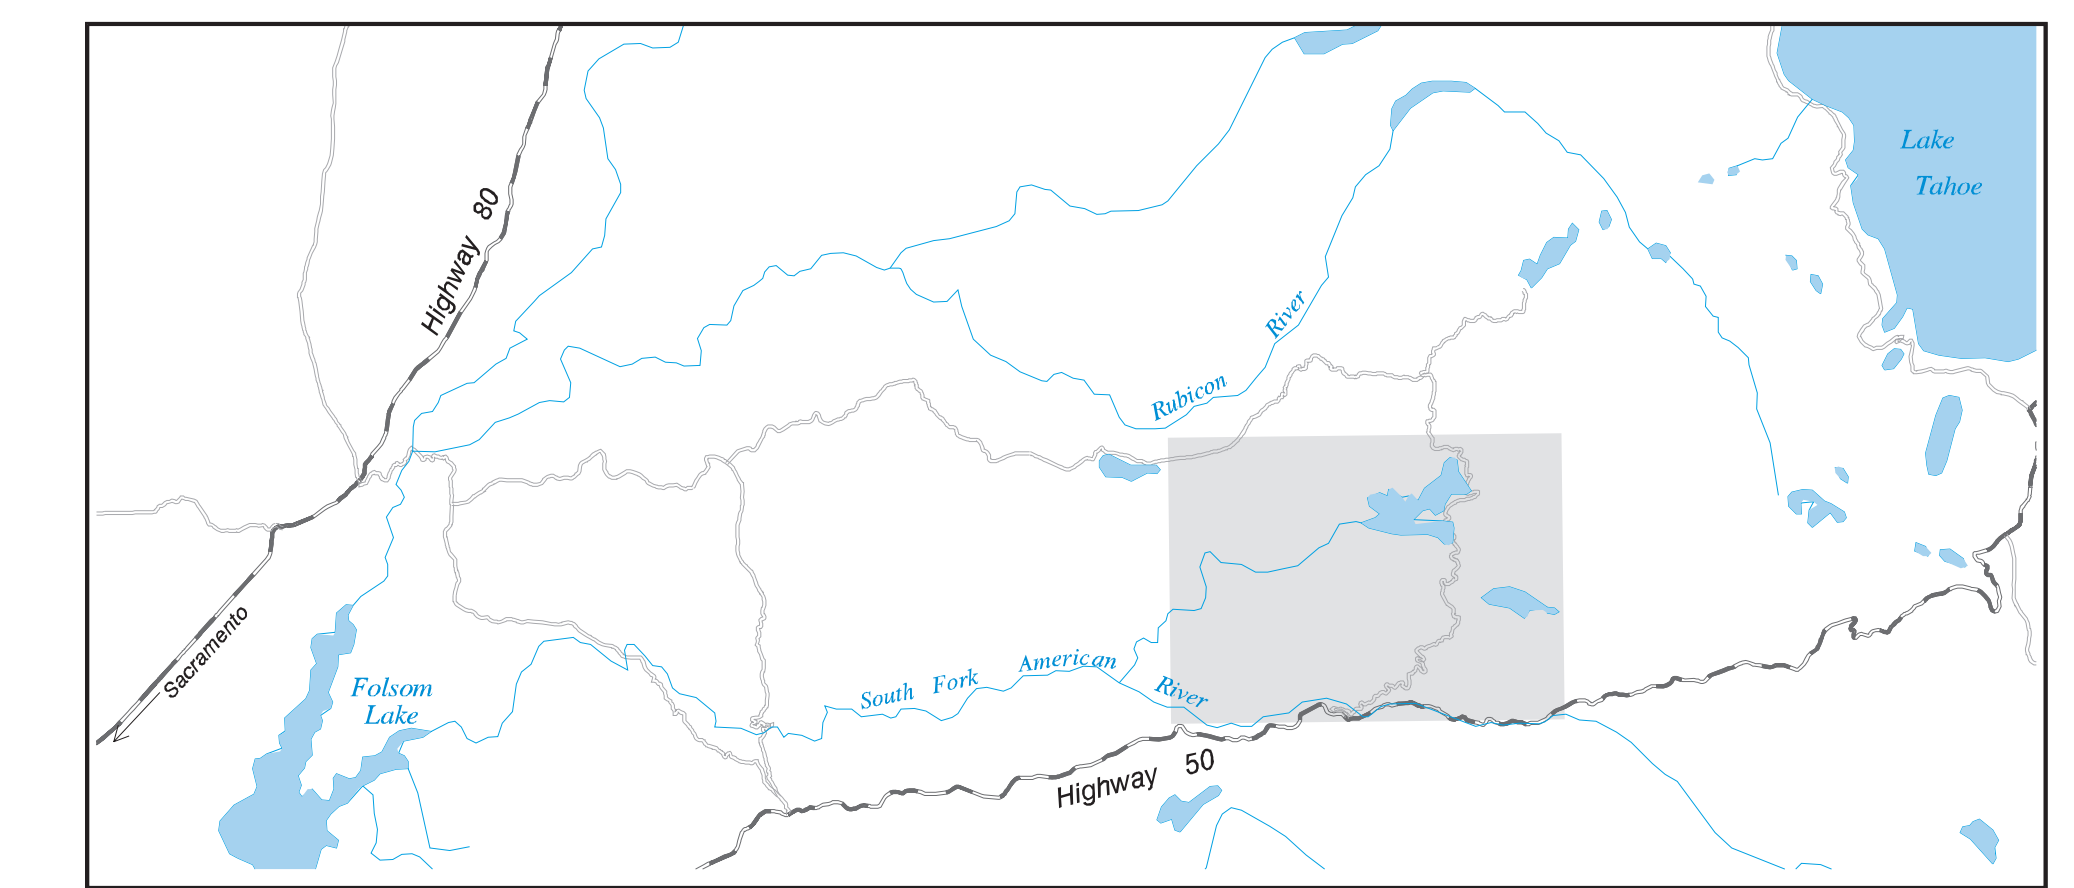 Lake
Tahoe
Highway 80
Rubicon River
Sacramento
Folsom
Lake
South Fork American River
Highway 50